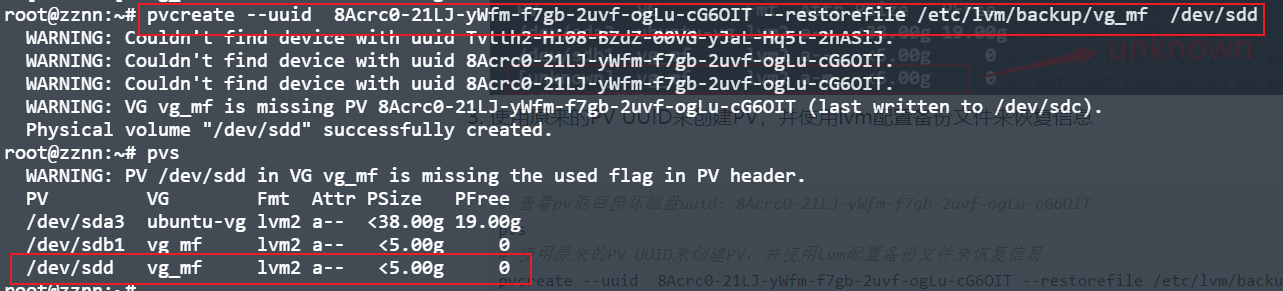 root@zznn:~# pvcreate --uuid  8Acrc0-21LJ-yWfm-f7gb-2uvf-ogLu-cG6OIT --restorefile /etc/lvm/backup/vg_mf  /dev/sdd
WARNING: Couldn't find device with uuid Tvtth2-Hi08-BZdZ-00VG-yJaL-Hq5t-2hASlJ.
WARNING: Couldn't find device with uuid 8Acrc0-21LJ-yWfm-f7gb-2uvf-ogLu-cG6OIT.
unknown
WARNING: Couldn't find device with uuid 8Acrc0-21LJ-yWfm-f7gb-2uvf-ogLu-cG6OIT.
WARNING: VG vg_mf is missing PV 8Acrc0-21LJ-yWfm-f7gb-2uvf-ogLu-cG6OIT (last written to /dev/sdc).
3. 使用原来的PV UUID来创建PV，并使用lvm配置备份文件来恢复信息
Physical volume "/dev/sdd" successfully created.
root@zznn:~# pvs
WARNING: PV /dev/sdd in VG vg_mf is missing the used flag in PV header.
PV         VG        Fmt  Attr PSize   PFree
查看pv返回损坏磁盘uuid: 8Acrc0-21LJ-yWfm-f7gb-2uvf-ogLu-cG6OIT
/dev/sda3  ubuntu-vg lvm2 a--  <38.00g 19.00g
/dev/sdb1  vg_mf     lvm2 a--   <5.00g     0
# 使用原来的PV UUID来创建PV，并使用lvm配置备份文件来恢复信息
/dev/sdd   vg_mf     lvm2 a--   <5.00g     0
pvcreate --uuid  8Acrc0-21LJ-yWfm-f7gb-2uvf-ogLu-cG6OIT --restorefile /etc/lvm/backu